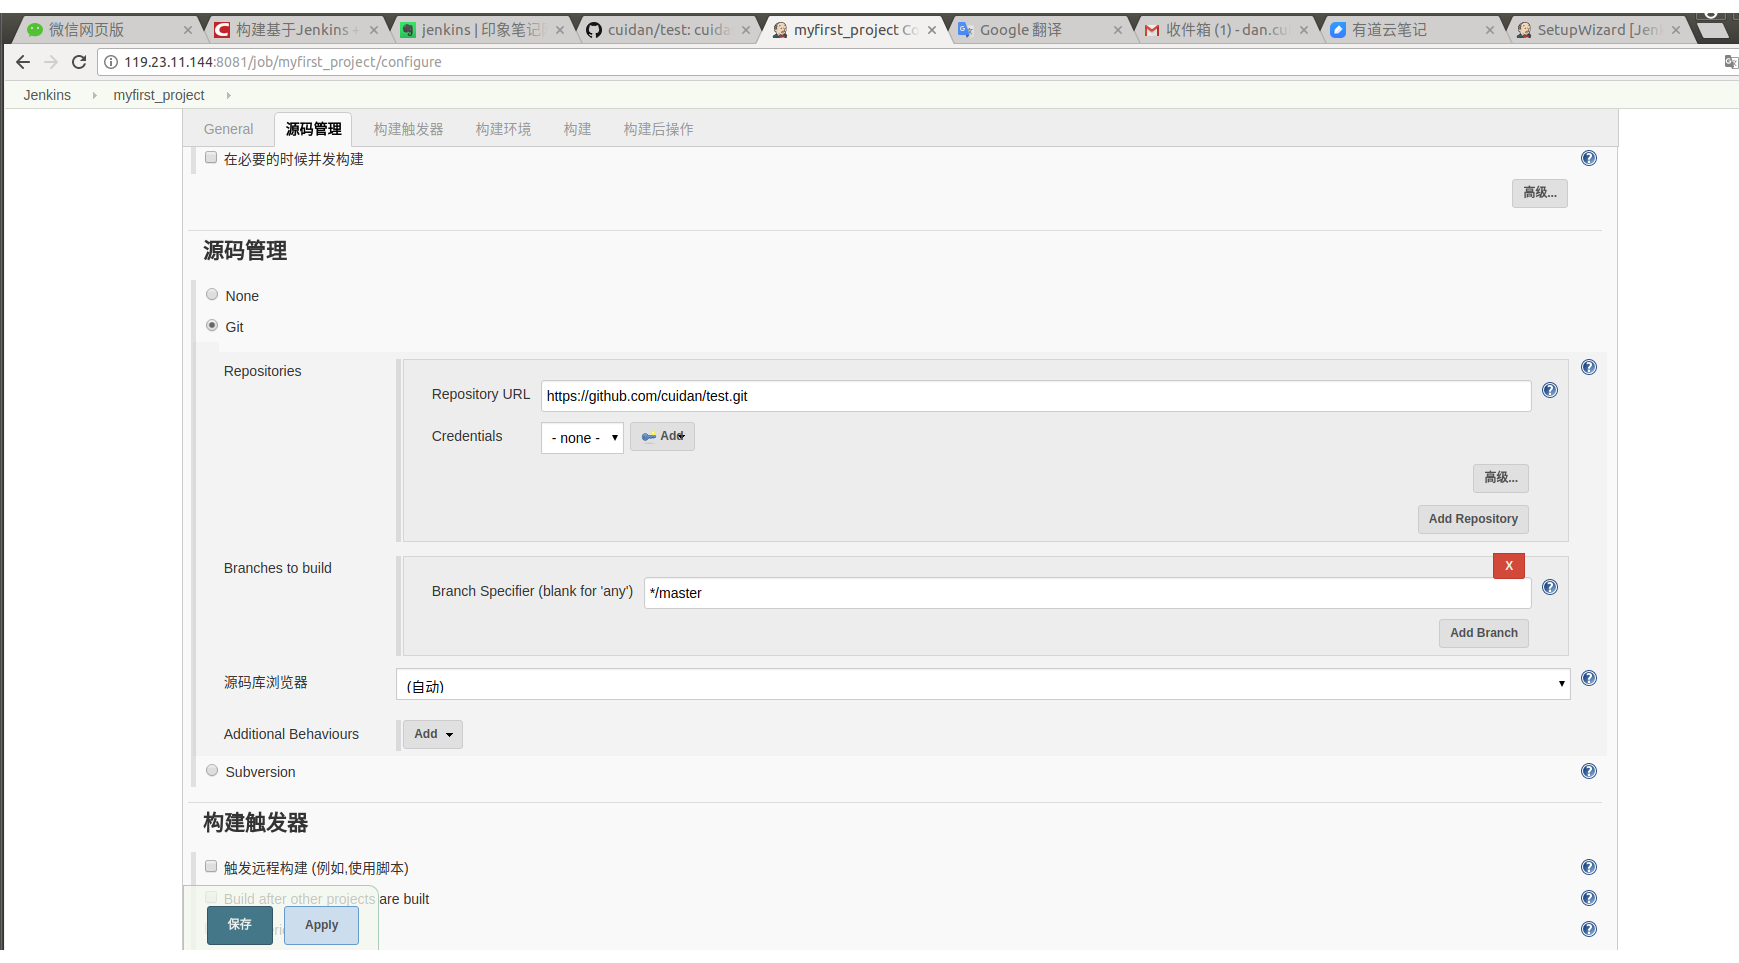 微信网页版
构建基于Jenkins +
jenkins | 印象笔记
cuidan/test: cuida
myfirst_project Co
Google 翻译
收件箱 (1) - dan.cu
有道云笔记
SetupWizard [Jen
119.23.11.144:8081/job/myfirst_project/configure
Jenkins
myfirst_project
General
源码管理
构建触发器
构建环境
构建
构建后操作
在必要的时候并发构建
高级...
源码管理
None
Git
Repositories
Repository URL
https://github.com/cuidan/test.git
Credentials
- none -
Add
高级...
Add Repository
Branches to build
X
Branch Specifier (blank for 'any')
*/master
Add Branch
源码库浏览器
(自动)
Additional Behaviours
Add
Subversion
构建触发器
触发远程构建 (例如,使用脚本)
Build after other projects are built
保存
Apply